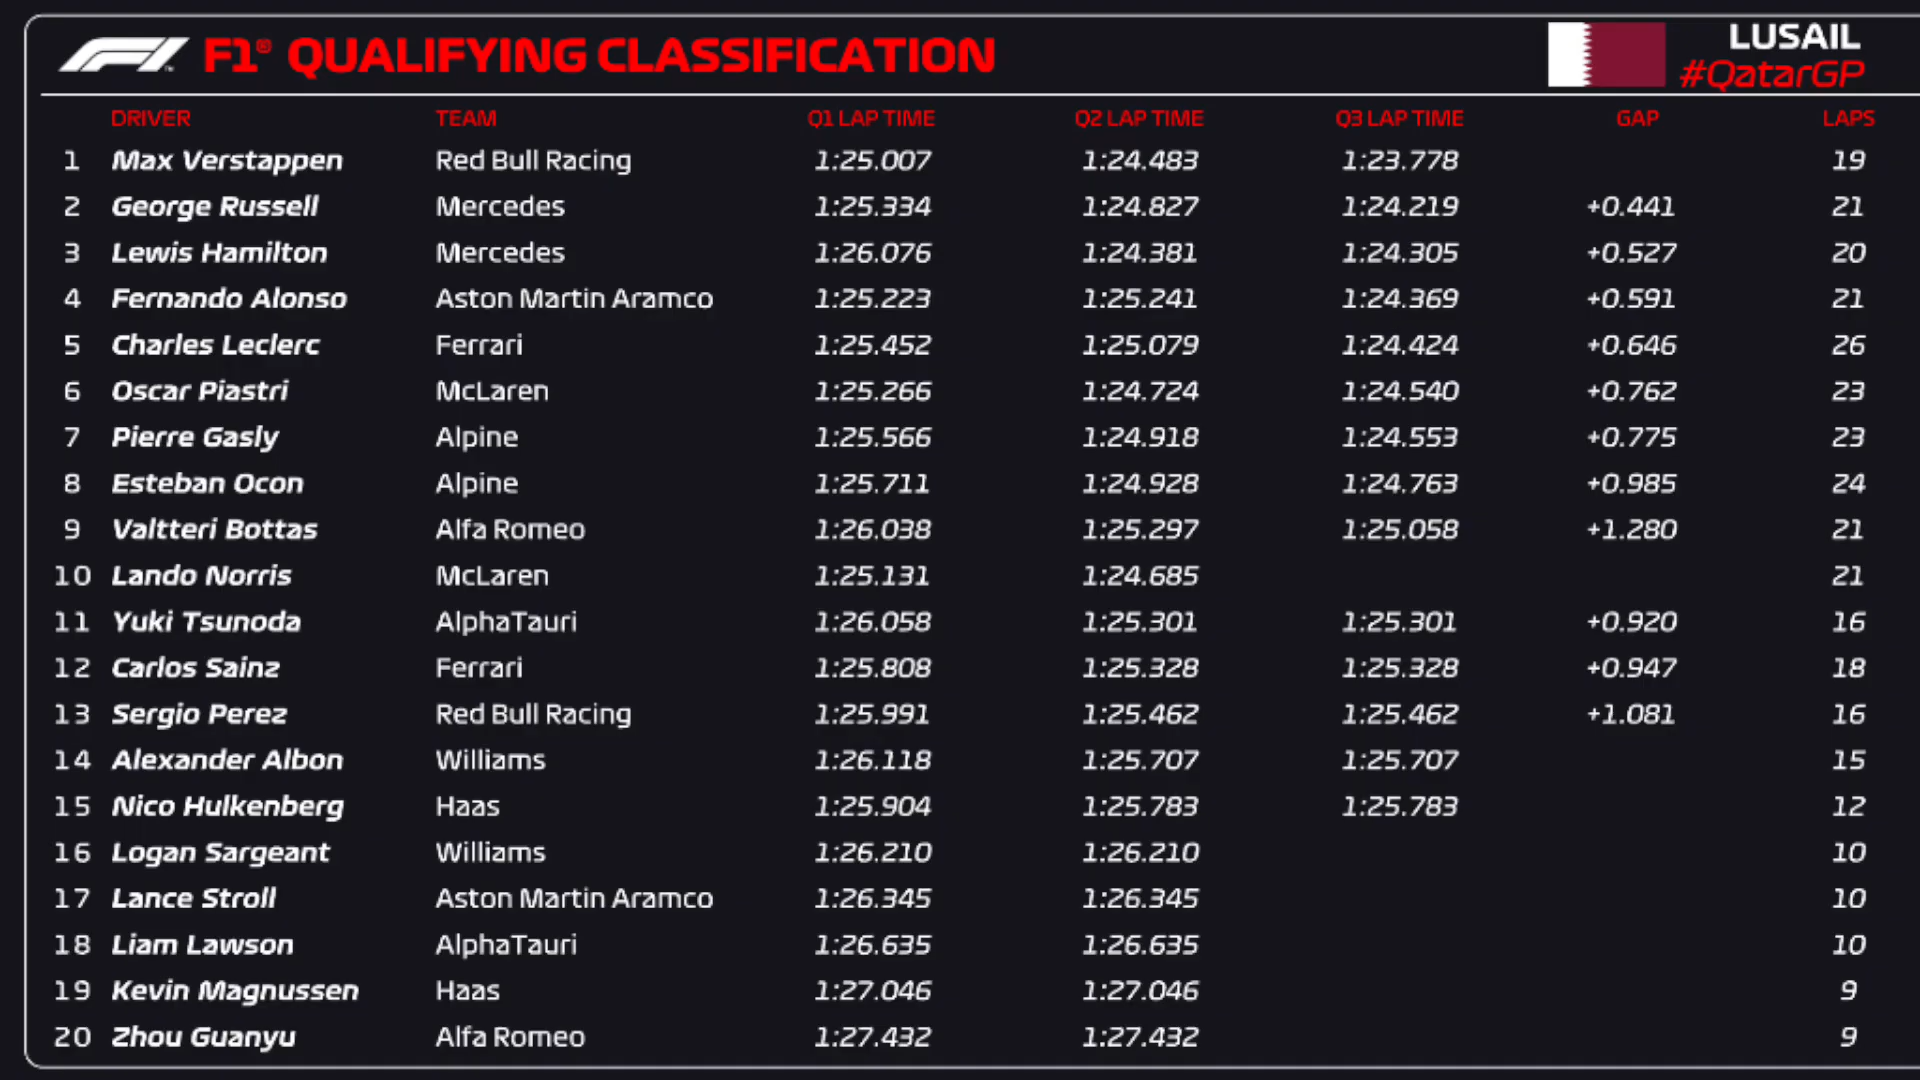 F1™ F1® QUALIFYING CLASSIFICATION LUSAIL
#QatarGP
DRIVER TEAM Q1 LAP TIME Q2 LAP TIME Q3 LAP TIME GAP LAPS
1 Max Verstappen Red Bull Racing 1:25.007 1:24.483 1:23.778 19
2 George Russell Mercedes 1:25.334 1:24.827 1:24.219 +0.441 21
3 Lewis Hamilton Mercedes 1:26.076 1:24.381 1:24.305 +0.527 20
4 Fernando Alonso Aston Martin Aramco 1:25.223 1:25.241 1:24.369 +0.591 21
5 Charles Leclerc Ferrari 1:25.452 1:25.079 1:24.424 +0.646 26
6 Oscar Piastri McLaren 1:25.266 1:24.724 1:24.540 +0.762 23
7 Pierre Gasly Alpine 1:25.566 1:24.918 1:24.553 +0.775 23
8 Esteban Ocon Alpine 1:25.711 1:24.928 1:24.763 +0.985 24
9 Valtteri Bottas Alfa Romeo 1:26.038 1:25.297 1:25.058 +1.280 21
10 Lando Norris McLaren 1:25.131 1:24.685 21
11 Yuki Tsunoda AlphaTauri 1:26.058 1:25.301 1:25.301 +0.920 16
12 Carlos Sainz Ferrari 1:25.808 1:25.328 1:25.328 +0.947 18
13 Sergio Perez Red Bull Racing 1:25.991 1:25.462 1:25.462 +1.081 16
14 Alexander Albon Williams 1:26.118 1:25.707 1:25.707 15
15 Nico Hulkenberg Haas 1:25.904 1:25.783 1:25.783 12
16 Logan Sargeant Williams 1:26.210 1:26.210 10
17 Lance Stroll Aston Martin Aramco 1:26.345 1:26.345 10
18 Liam Lawson AlphaTauri 1:26.635 1:26.635 10
19 Kevin Magnussen Haas 1:27.046 1:27.046 9
20 Zhou Guanyu Alfa Romeo 1:27.432 1:27.432 9